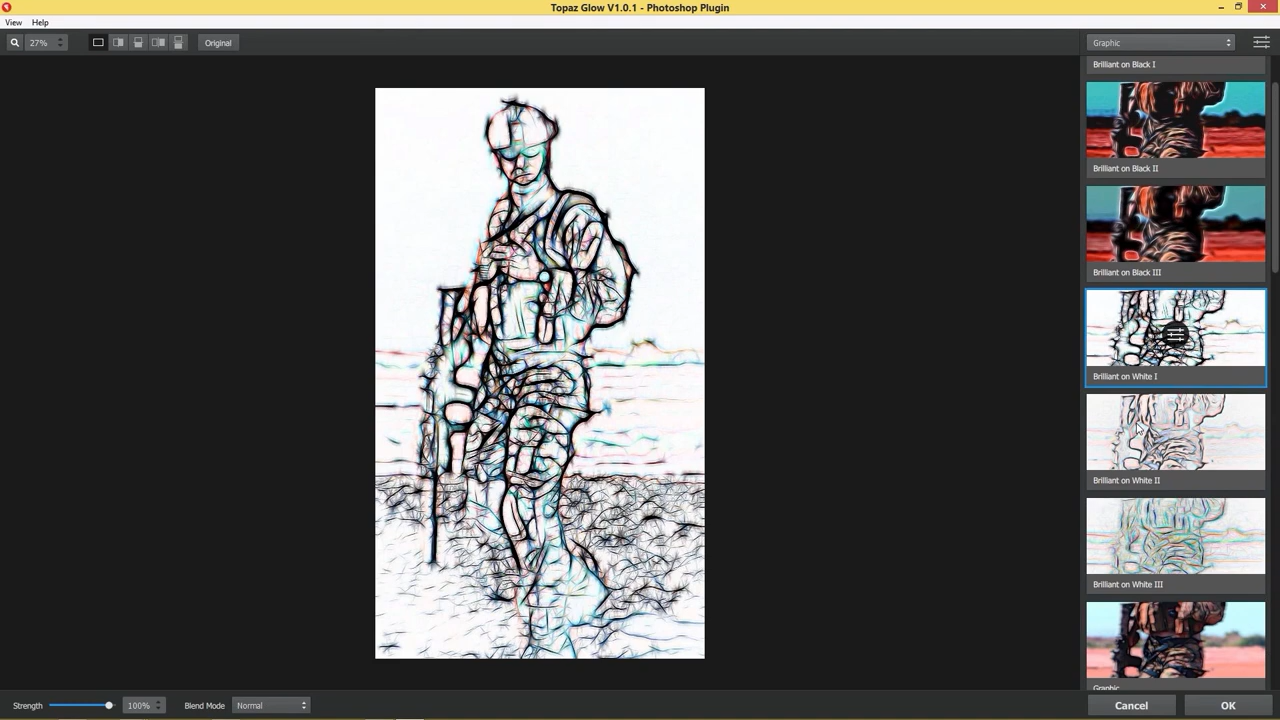 Topaz Glow V1.0.1 - Photoshop Plugin
View Help
27% Original Graphic
Brilliant on Black I
Brilliant on Black II
Brilliant on Black III
Brilliant on White I
Brilliant on White II
Brilliant on White III
Graphic
Strength 100% Blend Mode Normal Cancel OK